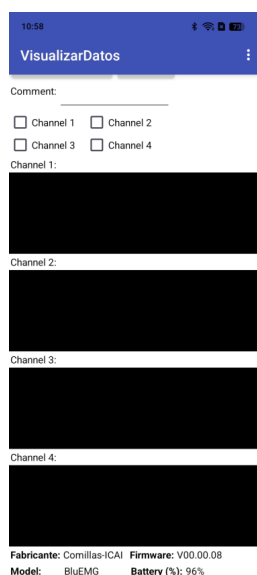 10:58
73
VisualizarDatos
Comment:
Channel 1 Channel 2
Channel 3 Channel 4
Channel 1:
Channel 2:
Channel 3:
Channel 4:
Fabricante: Comillas-ICAI Firmware: V00.00.08
Model: BluEMG Battery (%): 96%